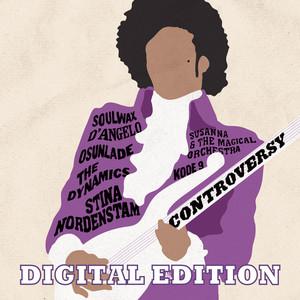 SOULWAX
D'ANGELO
OSUNLADE
THE
DYNAMICS
STINA
NORDENSTAM
SUSANNA
& THE MAGICAL
ORCHESTRA
KODE 9
CONTROVERSY
DIGITAL EDITION